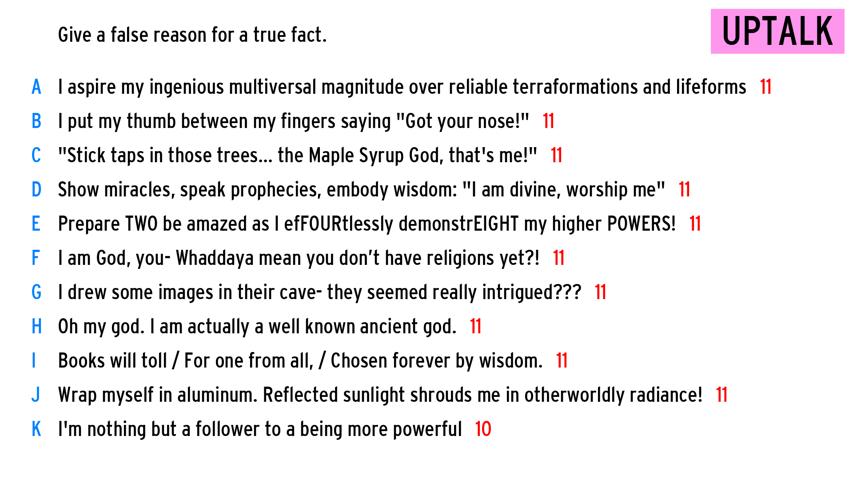 Give a false reason for a true fact.
UPTALK
A I aspire my ingenious multiversal magnitude over reliable terraformations and lifeforms 11
B I put my thumb between my fingers saying "Got your nose!" 11
C "Stick taps in those trees... the Maple Syrup God, that's me!" 11
D Show miracles, speak prophecies, embody wisdom: "I am divine, worship me" 11
E Prepare TWO be amazed as I efFOURtlessly demonstrEIGHT my higher POWERS! 11
F I am God, you- Whaddaya mean you don’t have religions yet?! 11
G I drew some images in their cave- they seemed really intrigued??? 11
H Oh my god. I am actually a well known ancient god. 11
I Books will toll / For one from all, / Chosen forever by wisdom. 11
J Wrap myself in aluminum. Reflected sunlight shrouds me in otherworldly radiance! 11
K I'm nothing but a follower to a being more powerful 10